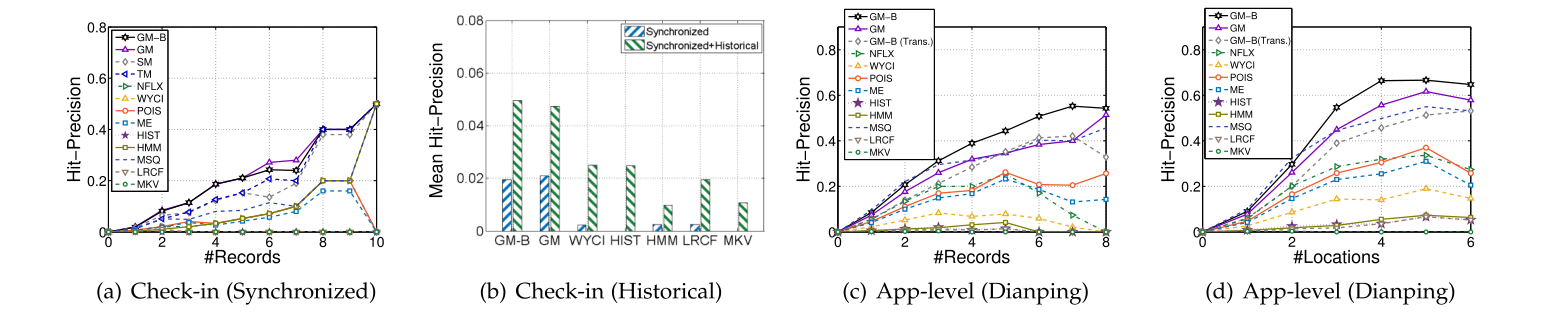 Hit−Precision
0.8
0.6
0.4
0.2
0
0 2 4 6 8 10
#Records
GM−B
GM
SM
TM
NFLX
WYCI
POIS
ME
HIST
HMM
MSQ
LRCF
MKV
(a) Check-in (Synchronized)
Mean Hit−Precision
0.08
0.06
0.04
0.02
0
Synchronized
Synchronized+Historical
GM-B GM WYCI HIST HMM LRCF MKV
(b) Check-in (Historical)
Hit−Precision
0.8
0.6
0.4
0.2
0
0 2 4 6 8
#Records
GM−B
GM
GM−B(Trans.)
NFLX
WYCI
POIS
ME
HIST
HMM
MSQ
LRCF
MKV
(c) App-level (Dianping)
Hit−Precision
0.8
0.6
0.4
0.2
0
0 2 4 6
#Locations
GM−B
GM
GM−B(Trans.)
NFLX
WYCI
POIS
ME
HIST
HMM
MSQ
LRCF
MKV
(d) App-level (Dianping)